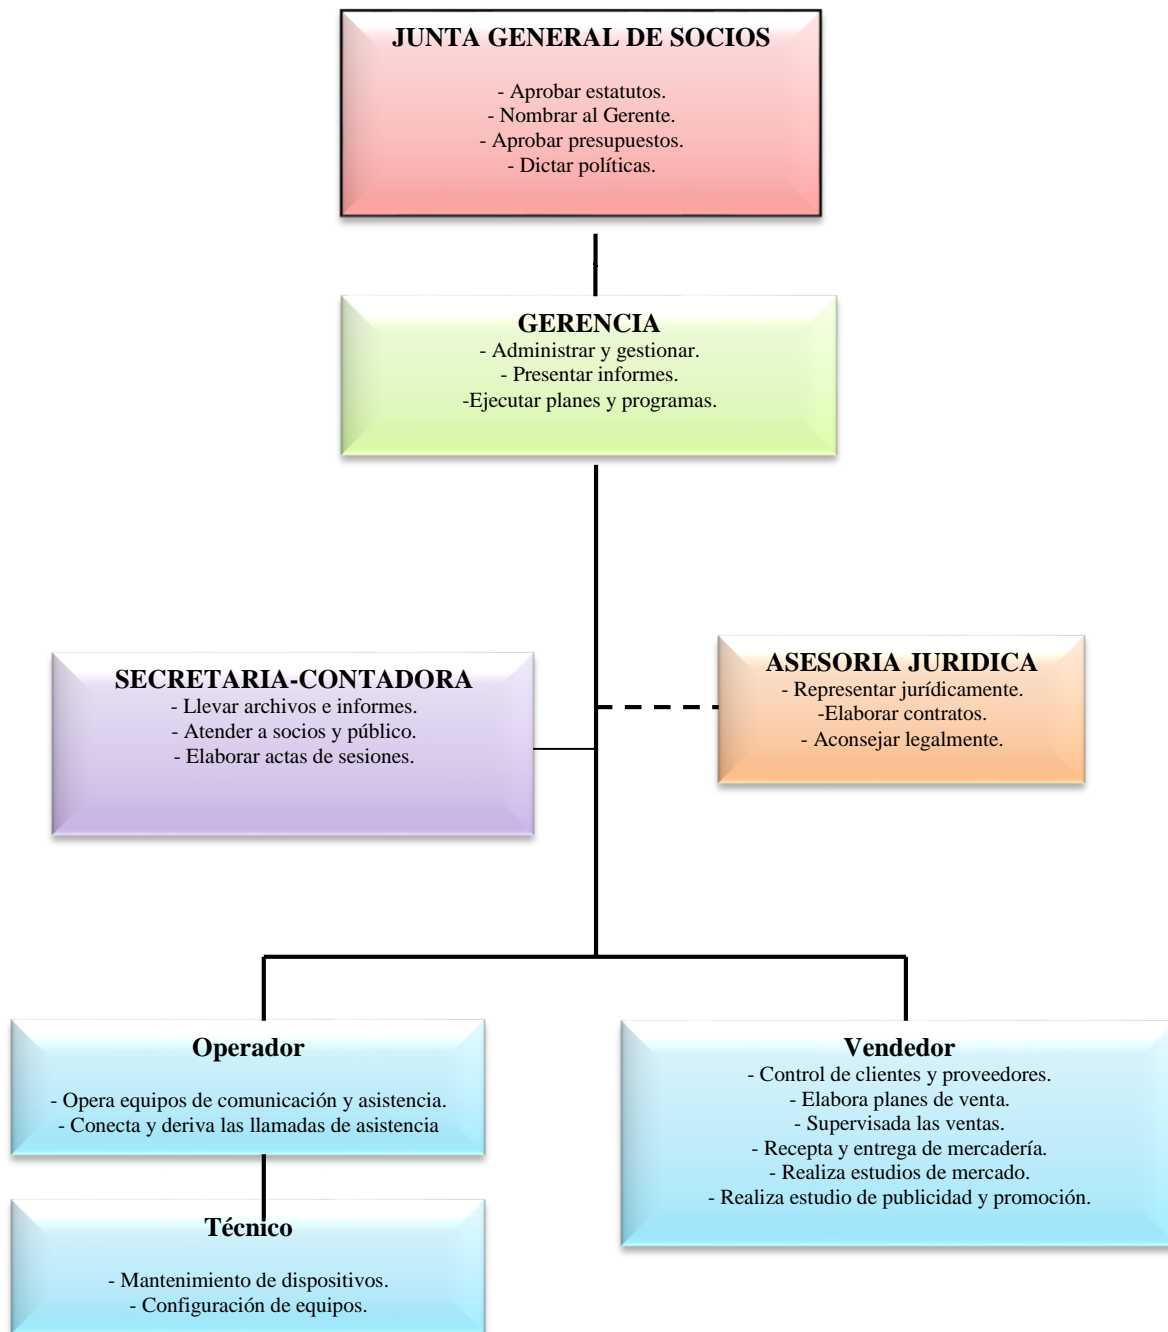 JUNTA GENERAL DE SOCIOS
- Aprobar estatutos.
- Nombrar al Gerente.
- Aprobar presupuestos.
- Dictar políticas.
GERENCIA
- Administrar y gestionar.
- Presentar informes.
-Ejecutar planes y programas.
SECRETARIA-CONTADORA
- Llevar archivos e informes.
- Atender a socios y público.
- Elaborar actas de sesiones.
ASESORIA JURIDICA
- Representar jurídicamente.
-Elaborar contratos.
- Aconsejar legalmente.
Operador
- Opera equipos de comunicación y asistencia.
- Conecta y deriva las llamadas de asistencia
Vendedor
- Control de clientes y proveedores.
- Elabora planes de venta.
- Supervisada las ventas.
- Recepta y entrega de mercadería.
- Realiza estudios de mercado.
- Realiza estudio de publicidad y promoción.
Técnico
- Mantenimiento de dispositivos.
- Configuración de equipos.